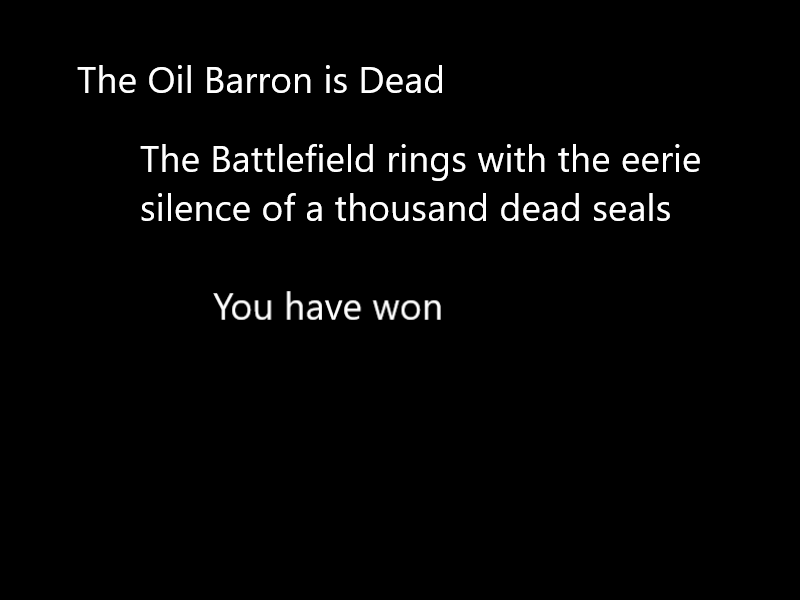 The Oil Barron is Dead
The Battlefield rings with the eerie
silence of a thousand dead seals
You have won